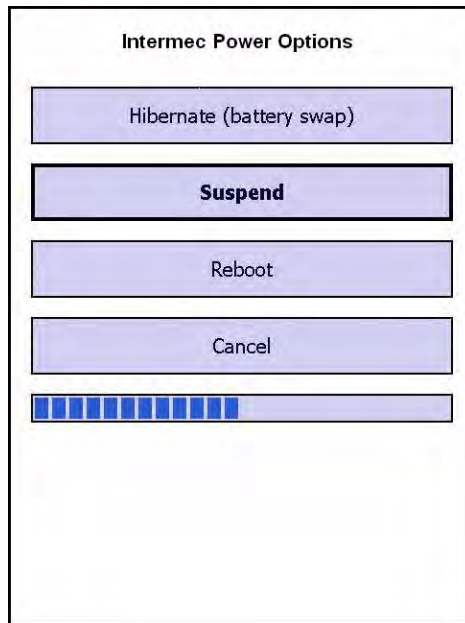 Intermec Power Options
Hibernate (battery swap)
Suspend
Reboot
Cancel